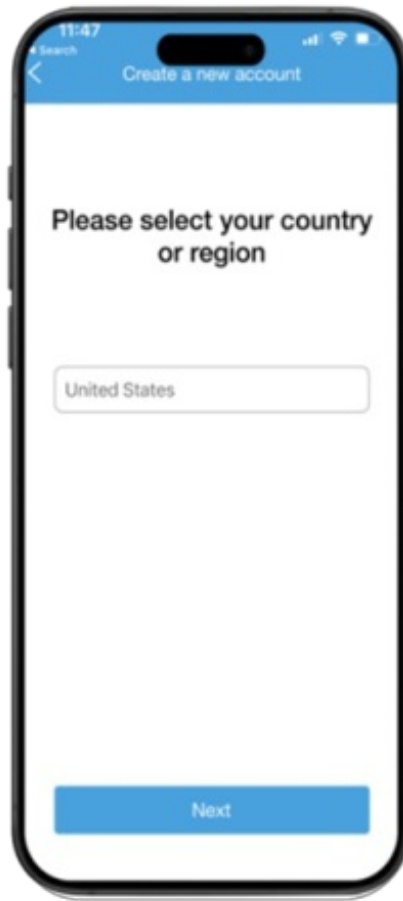 11:47
Search
Create a new account
Please select your country
or region
United States
Next